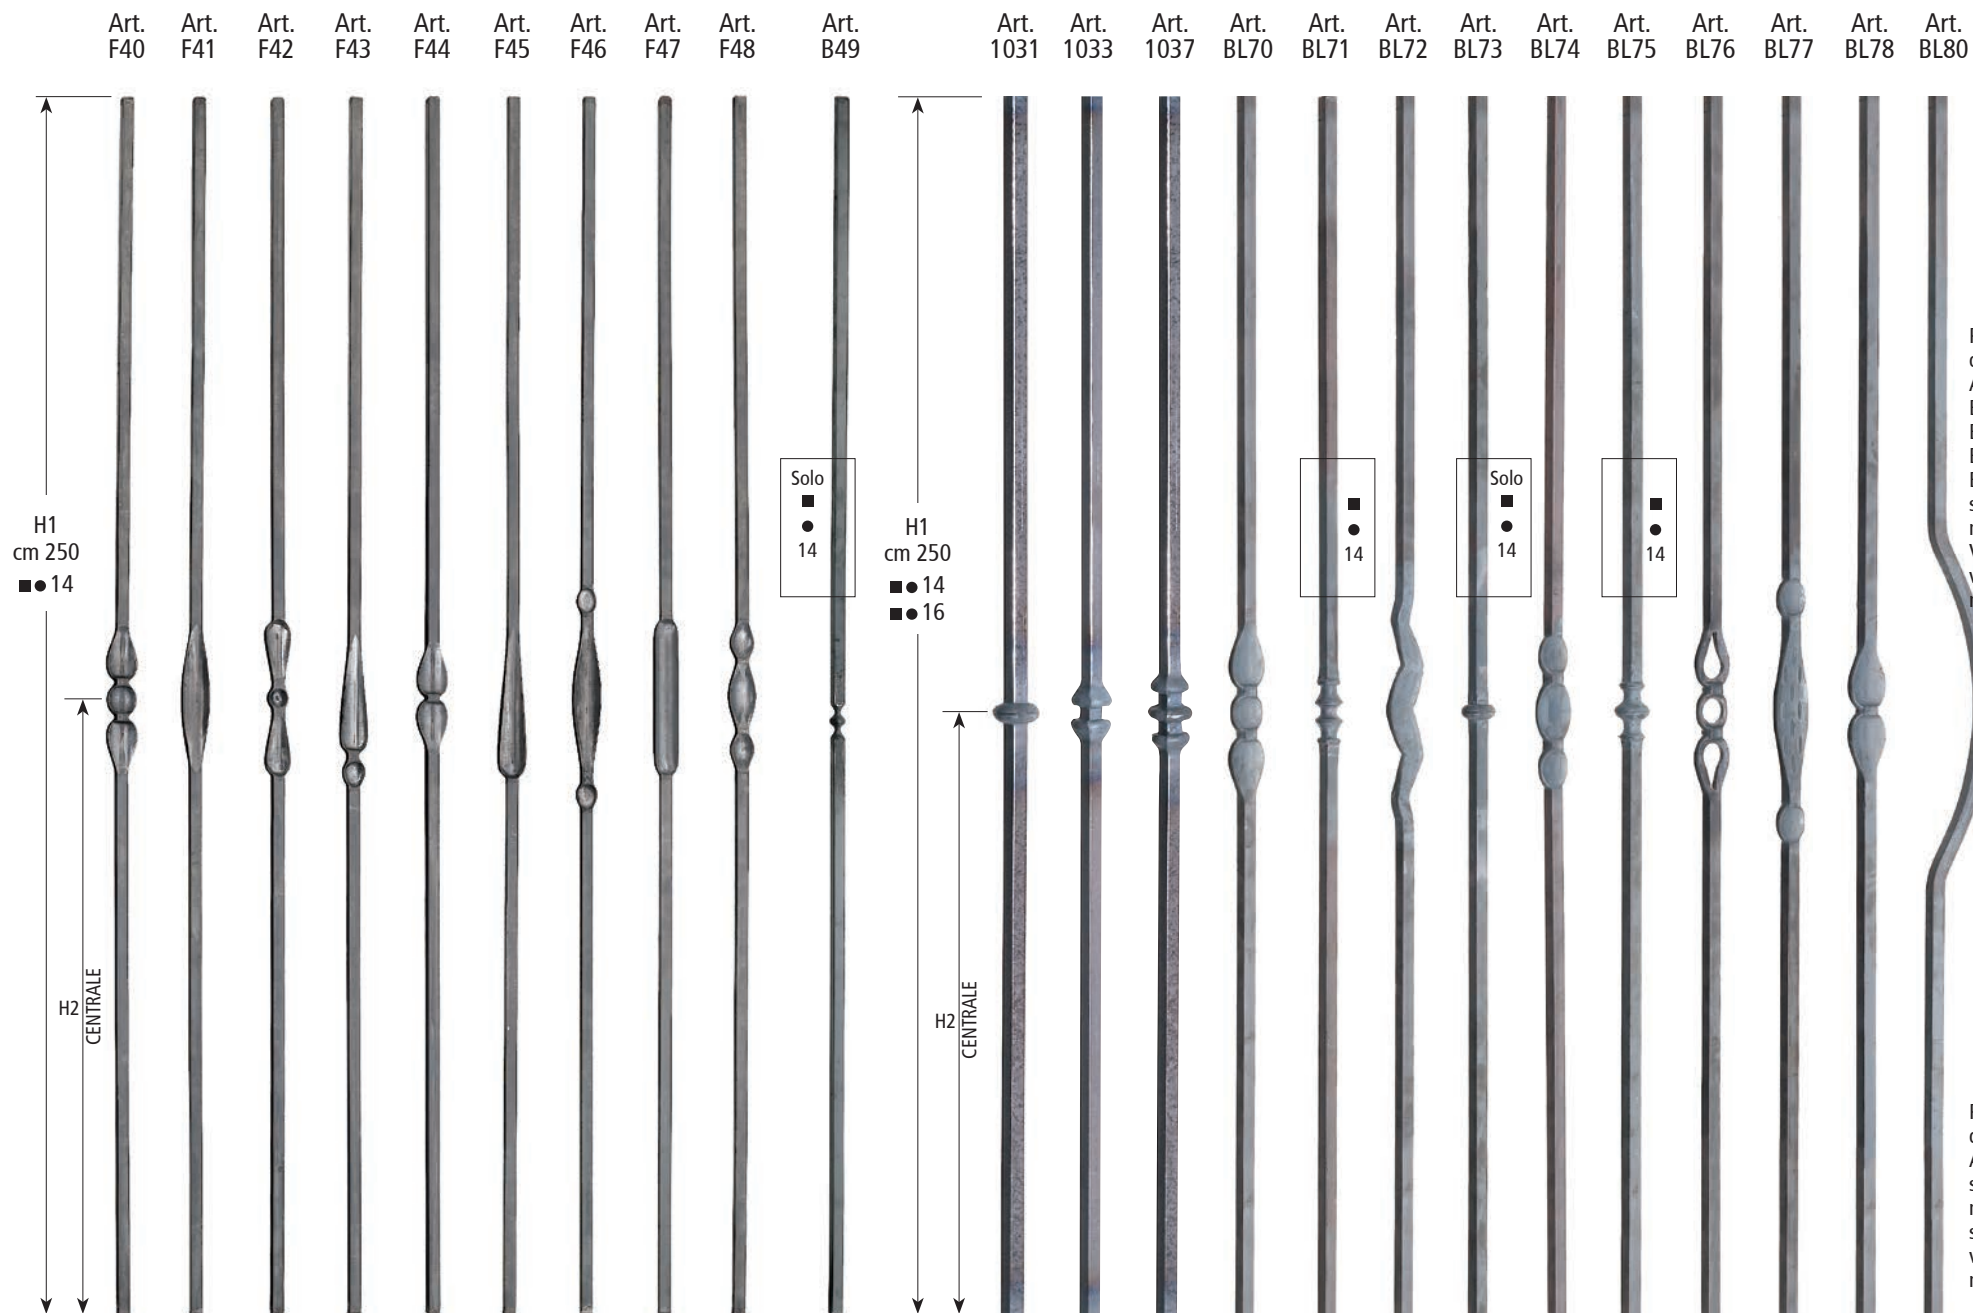 Art. F40
Art. F41
Art. F42
Art. F43
Art. F44
Art. F45
Art. F46
Art. F47
Art. F48
Art. B49
Art. 1031
Art. 1033
Art. 1037
Art. BL70
Art. BL71
Art. BL72
Art. BL73
Art. BL74
Art. BL75
Art. BL76
Art. BL77
Art. BL78
Art. BL80
H1
cm 250
■●14
H2
CENTRALE
Solo
■
●
14
H1
cm 250
■●14
■●16
H2
CENTRALE
■
●
14
Solo
■
●
14
■
●
14